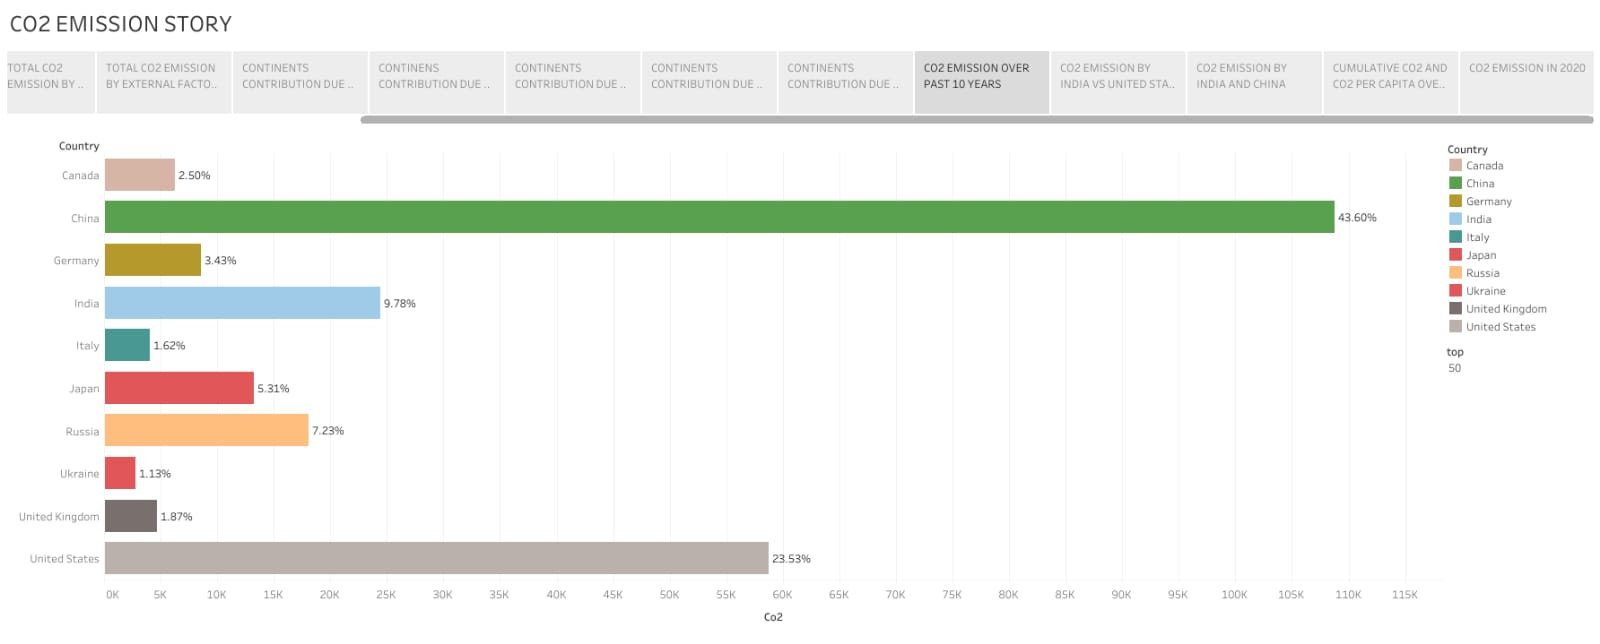 CO2 EMISSION STORY
TOTAL CO2
EMISSION BY ..
TOTAL CO2 EMISSION
BY EXTERNAL FACTO..
CONTINENTS
CONTRIBUTION DUE ..
CONTINENS
CONTRIBUTION DUE ..
CONTINENTS
CONTRIBUTION DUE ..
CONTINENTS
CONTRIBUTION DUE ..
CONTINENTS
CONTRIBUTION DUE ..
CO2 EMISSION OVER
PAST 10 YEARS
CO2 EMISSION BY
INDIA VS UNITED STA..
CO2 EMISSION BY
INDIA AND CHINA
CUMULATIVE CO2 AND
CO2 PER CAPITA OVE..
CO2 EMISSION IN 2020
Country
Canada 2.50%
China 43.60%
Germany 3.43%
India 9.78%
Italy 1.62%
Japan 5.31%
Russia 7.23%
Ukraine 1.13%
United Kingdom 1.87%
United States 23.53%
0K 5K 10K 15K 20K 25K 30K 35K 40K 45K 50K 55K 60K 65K 70K 75K 80K 85K 90K 95K 100K 105K 110K 115K
Co2
Country
Canada
China
Germany
India
Italy
Japan
Russia
Ukraine
United Kingdom
United States
top
50